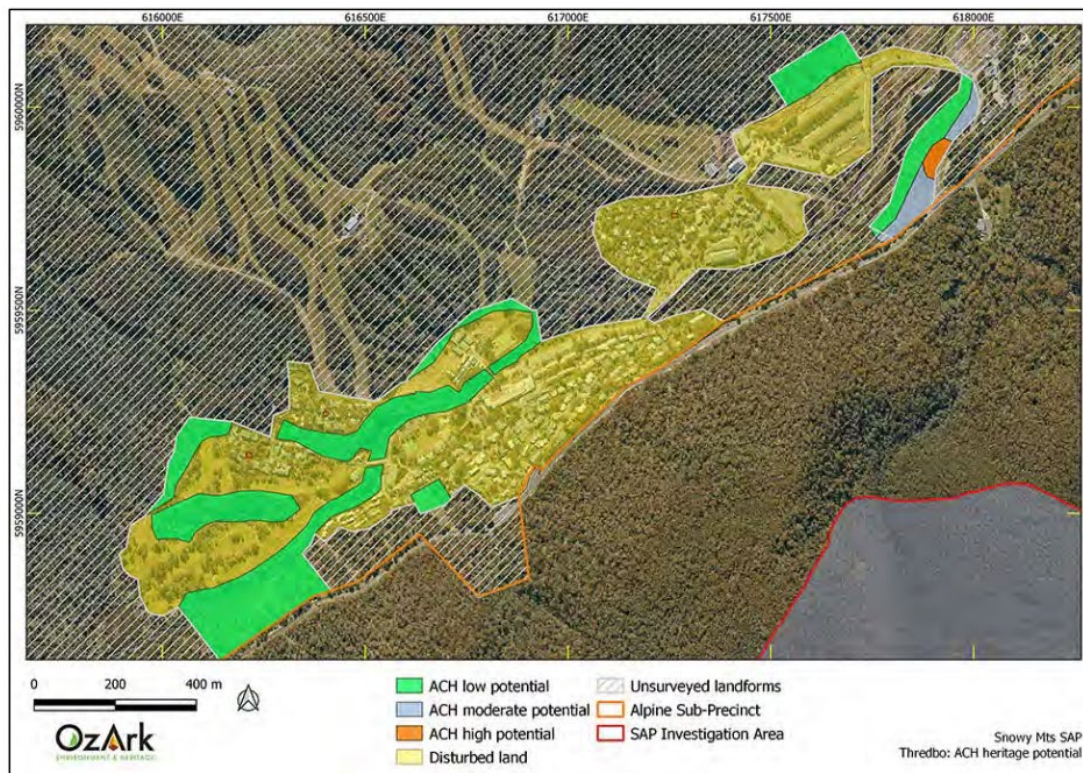 616000E 616500E 617000E 617500E 618000E
5960000N
5959500N
5959000N
0 200 400 m
OzArk
ENVIRONMENT & HERITAGE
ACH low potential
ACH moderate potential
ACH high potential
Disturbed land
Unsurveyed landforms
Alpine Sub-Precinct
SAP Investigation Area
Snowy Mts SAP
Thredbo: ACH heritage potential